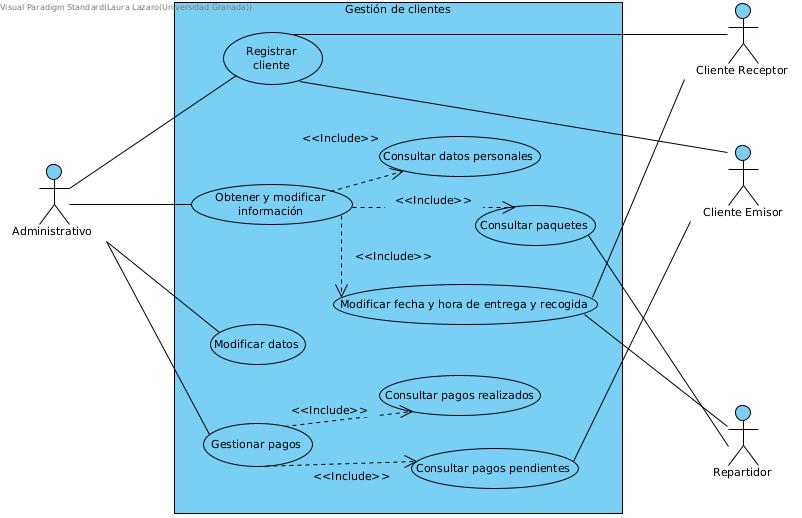 Visual Paradigm Standard(Laura Lazaro(Universidad Granada))
Gestión de clientes
Registrar
cliente
Cliente Receptor
<<Include>>
Consultar datos personales
Obtener y modificar
información
<<Include>>
Consultar paquetes
Cliente Emisor
Administrativo
<<Include>>
Modificar fecha y hora de entrega y recogida
Modificar datos
Consultar pagos realizados
<<Include>>
Gestionar pagos
Consultar pagos pendientes
<<Include>>
Repartidor